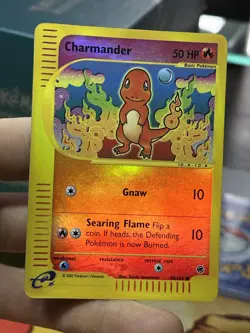 Charmander
50 HP
Basic Pokémon
Gnaw
10
Searing Flame Flip a
coin. If heads, the Defending
Pokémon is now Burned.
10
weakness
resistance
retreat cost